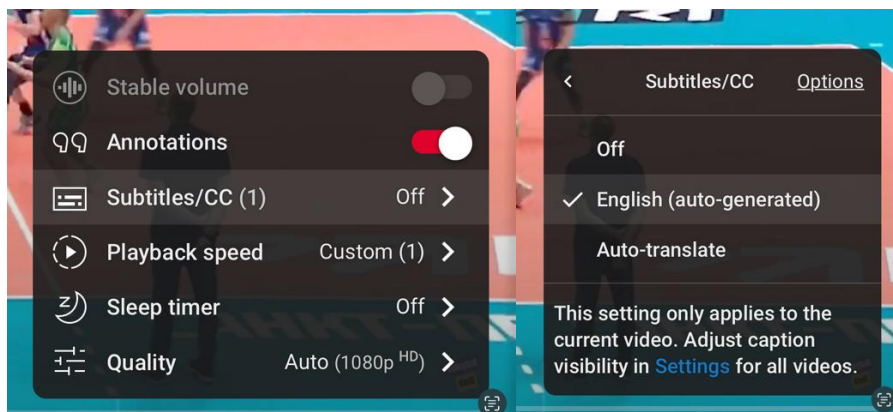 Stable volume
Annotations
Subtitles/CC (1) Off
Playback speed Custom (1)
Sleep timer Off
Quality Auto (1080p HD)
Subtitles/CC Options
Off
English (auto-generated)
Auto-translate
This setting only applies to the
current video. Adjust caption
visibility in Settings for all videos.